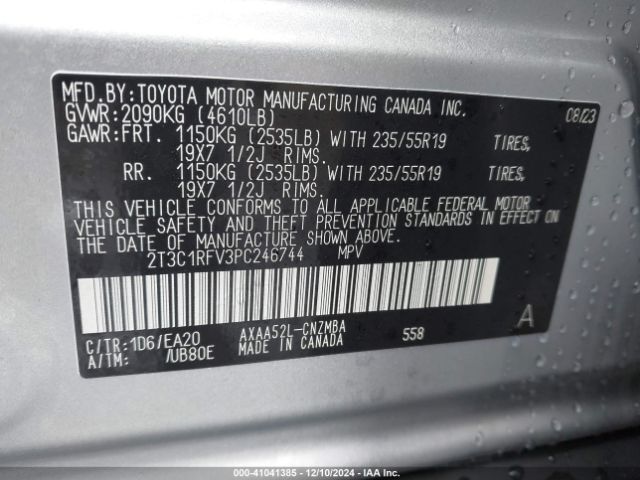 MFD.BY:TOYOTA MOTOR MANUFACTURING CANADA INC. 08/23
GVWR:2090KG (4610LB)
GAWR:FRT. 1150KG (2535LB) WITH 235/55R19 TIRES,
19X7 1/2J RIMS.
RR. 1150KG (2535LB) WITH 235/55R19 TIRES,
19X7 1/2J RIMS.
THIS VEHICLE CONFORMS TO ALL APPLICABLE FEDERAL MOTOR
VEHICLE SAFETY AND THEFT PREVENTION STANDARDS IN EFFECT ON
THE DATE OF MANUFACTURE SHOWN ABOVE.
2T3C1RFV3PC246744 MPV
C/TR:1D6/EA20 AXAA52L-CNZMBA 558 A
A/TM: /UB80E MADE IN CANADA
000-41041385 - 12/10/2024 - IAA Inc.